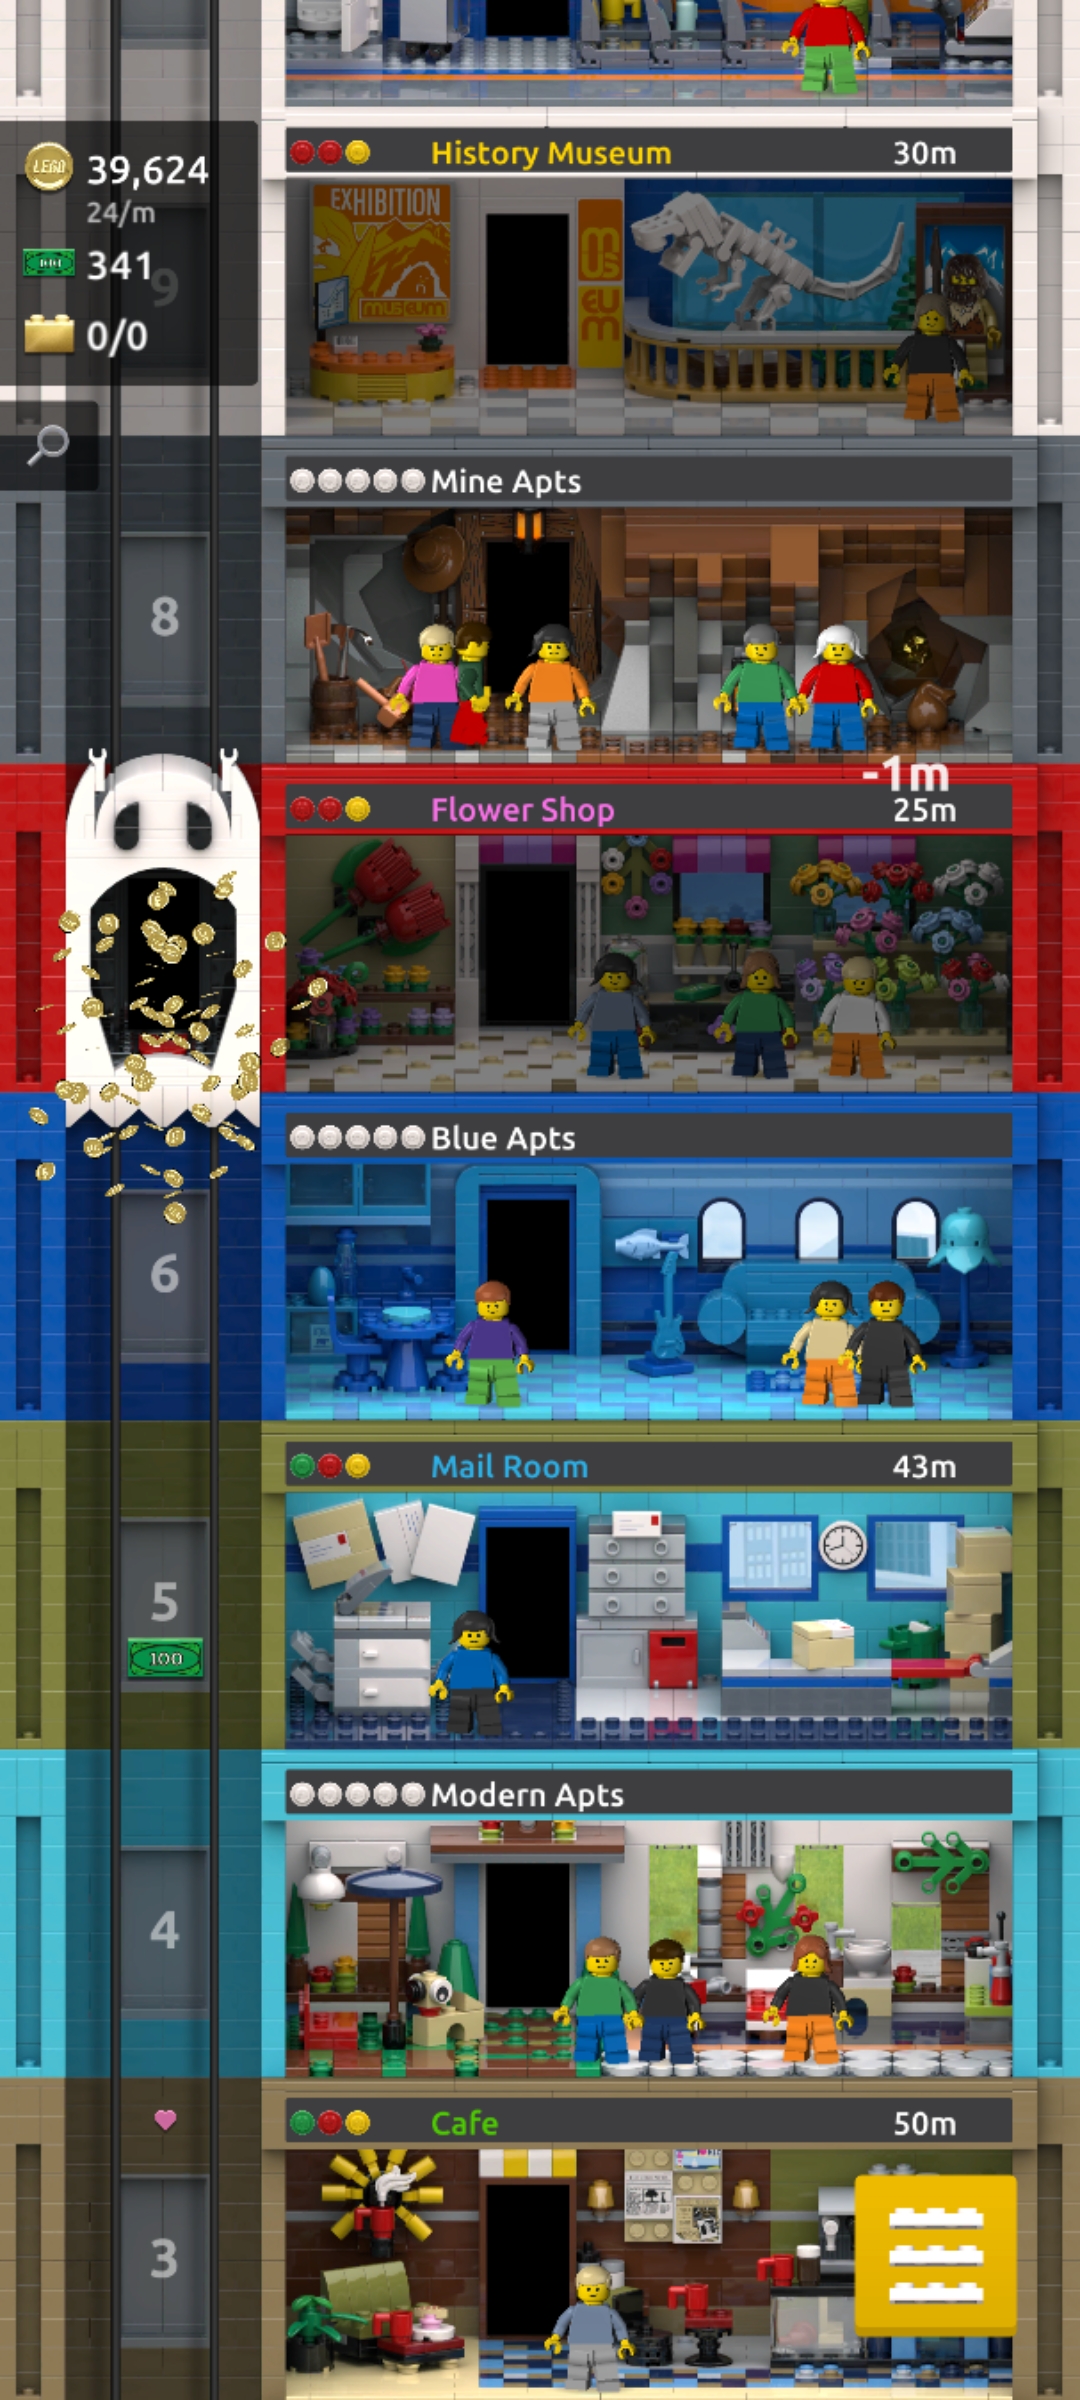 History Museum 30m
LEGO 39,624
24/m
341
9
0/0
EXHIBITION
MUSEUM
MUSEUM
Mine Apts
8
-1m
Flower Shop 25m
Blue Apts
6
Mail Room 43m
5
100
Modern Apts
4
Cafe 50m
3